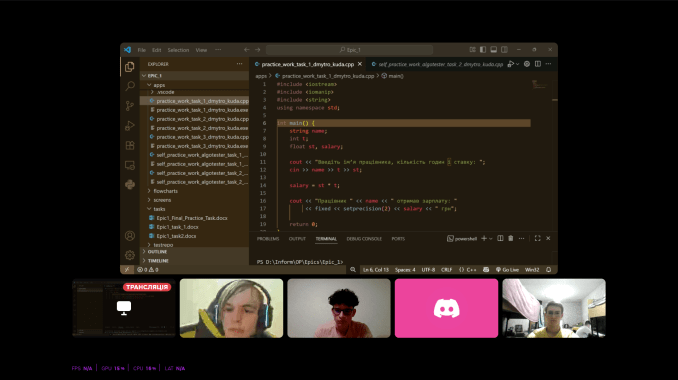 File Edit Selection View ···
Epic_1
EXPLORER ···
practice_work_task_1_dmytro_kuda.cpp
self_practice_work_algotester_task_2_dmytro_kuda.cpp
EPIC_1
apps > practice_work_task_1_dmytro_kuda.cpp > main()
apps
.vscode
practice_work_task_1_dmytro_kuda.cpp
practice_work_task_1_dmytro_kuda.exe
practice_work_task_2_dmytro_kuda.cpp
practice_work_task_2_dmytro_kuda.exe
practice_work_task_3_dmytro_kuda.cpp
practice_work_task_3_dmytro_kuda.exe
self_practice_work_algotester_task_1_...
self_practice_work_algotester_task_1_...
self_practice_work_algotester_task_2_...
self_practice_work_algotester_task_2_...
flowcharts
screens
tasks
Epic1_Final_Practice_Task.docx
Epic1_task_1.docx
Epic1_task2.docx
testrepo
OUTLINE
TIMELINE
1 #include <iostream>
2 #include <iomanip>
3 #include <string>
4 using namespace std;
5
6 int main() {
7 string name;
8 int t;
9 float st, salary;
10
11 cout << "Введіть ім'я працівника, кількість годин і ставку: ";
12 cin >> name >> t >> st;
13
14 salary = st * t;
15
16 cout << "Працівник " << name << " отримав зарплату: "
17 << fixed << setprecision(2) << salary << " грн";
18
19 return 0;
PROBLEMS OUTPUT TERMINAL DEBUG CONSOLE PORTS
powershell
PS D:\Inform\OP\Epics\Epic_1>
0 0
Ln 6, Col 13 Spaces: 4 UTF-8 CRLF {} C++ Go Live Win32
ТРАНСЛЯЦІЯ
FPS N/A | GPU 15% | CPU 16% | LAT N/A